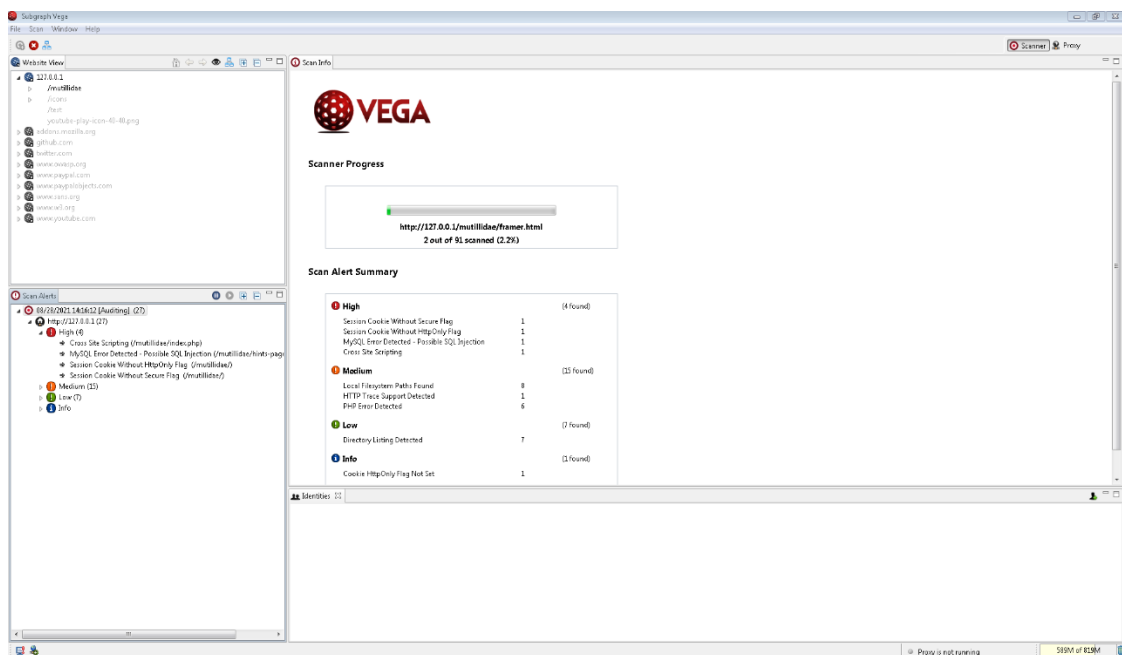 Subgraph Vega
File Scan Window Help
Scanner Proxy
Website View
127.0.0.1
/mutillidae
/icons
/test
youtube-play-icon-40-40.png
addons.mozilla.org
github.com
twitter.com
www.owasp.org
www.paypal.com
www.paypalobjects.com
www.sans.org
www.w3.org
www.youtube.com
Scan Alerts
08/28/2021 14:16:12 [Auditing] (27)
http://127.0.0.1 (27)
High (4)
Cross Site Scripting (/mutillidae/index.php)
MySQL Error Detected - Possible SQL Injection (/mutillidae/hints-page
Session Cookie Without HttpOnly Flag (/mutillidae/)
Session Cookie Without Secure Flag (/mutillidae/)
Medium (15)
Low (7)
Info
Scan Info
VEGA
Scanner Progress
http://127.0.0.1/mutillidae/framer.html
2 out of 91 scanned (2.2%)
Scan Alert Summary
High (4 found)
Session Cookie Without Secure Flag 1
Session Cookie Without HttpOnly Flag 1
MySQL Error Detected - Possible SQL Injection 1
Cross Site Scripting 1
Medium (15 found)
Local Filesystem Paths Found 8
HTTP Trace Support Detected 1
PHP Error Detected 6
Low (7 found)
Directory Listing Detected 7
Info (1 found)
Cookie HttpOnly Flag Not Set 1
Identities
Proxy is not running
589M of 819M